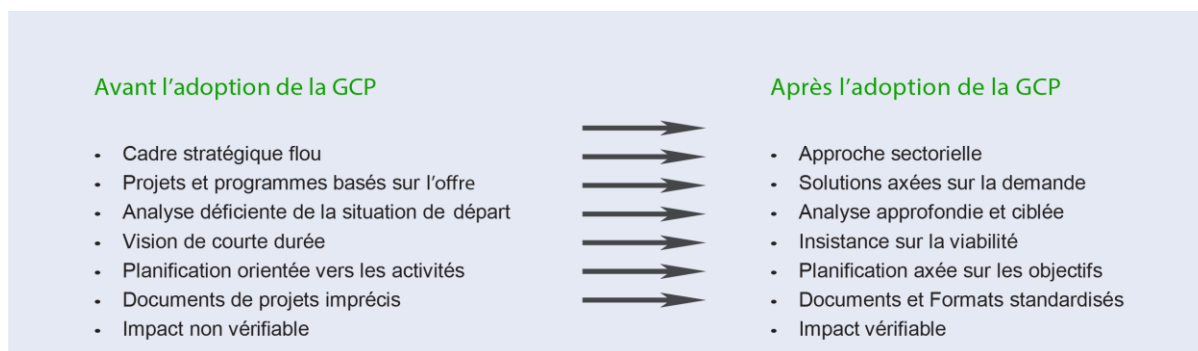 Avant l'adoption de la GCP
Après l'adoption de la GCP
• Cadre stratégique flou
• Approche sectorielle
• Projets et programmes basés sur l'offre
• Solutions axées sur la demande
• Analyse déficiente de la situation de départ
• Analyse approfondie et ciblée
• Vision de courte durée
• Insistance sur la viabilité
• Planification orientée vers les activités
• Planification axée sur les objectifs
• Documents de projets imprécis
• Documents et Formats standardisés
• Impact non vérifiable
• Impact vérifiable